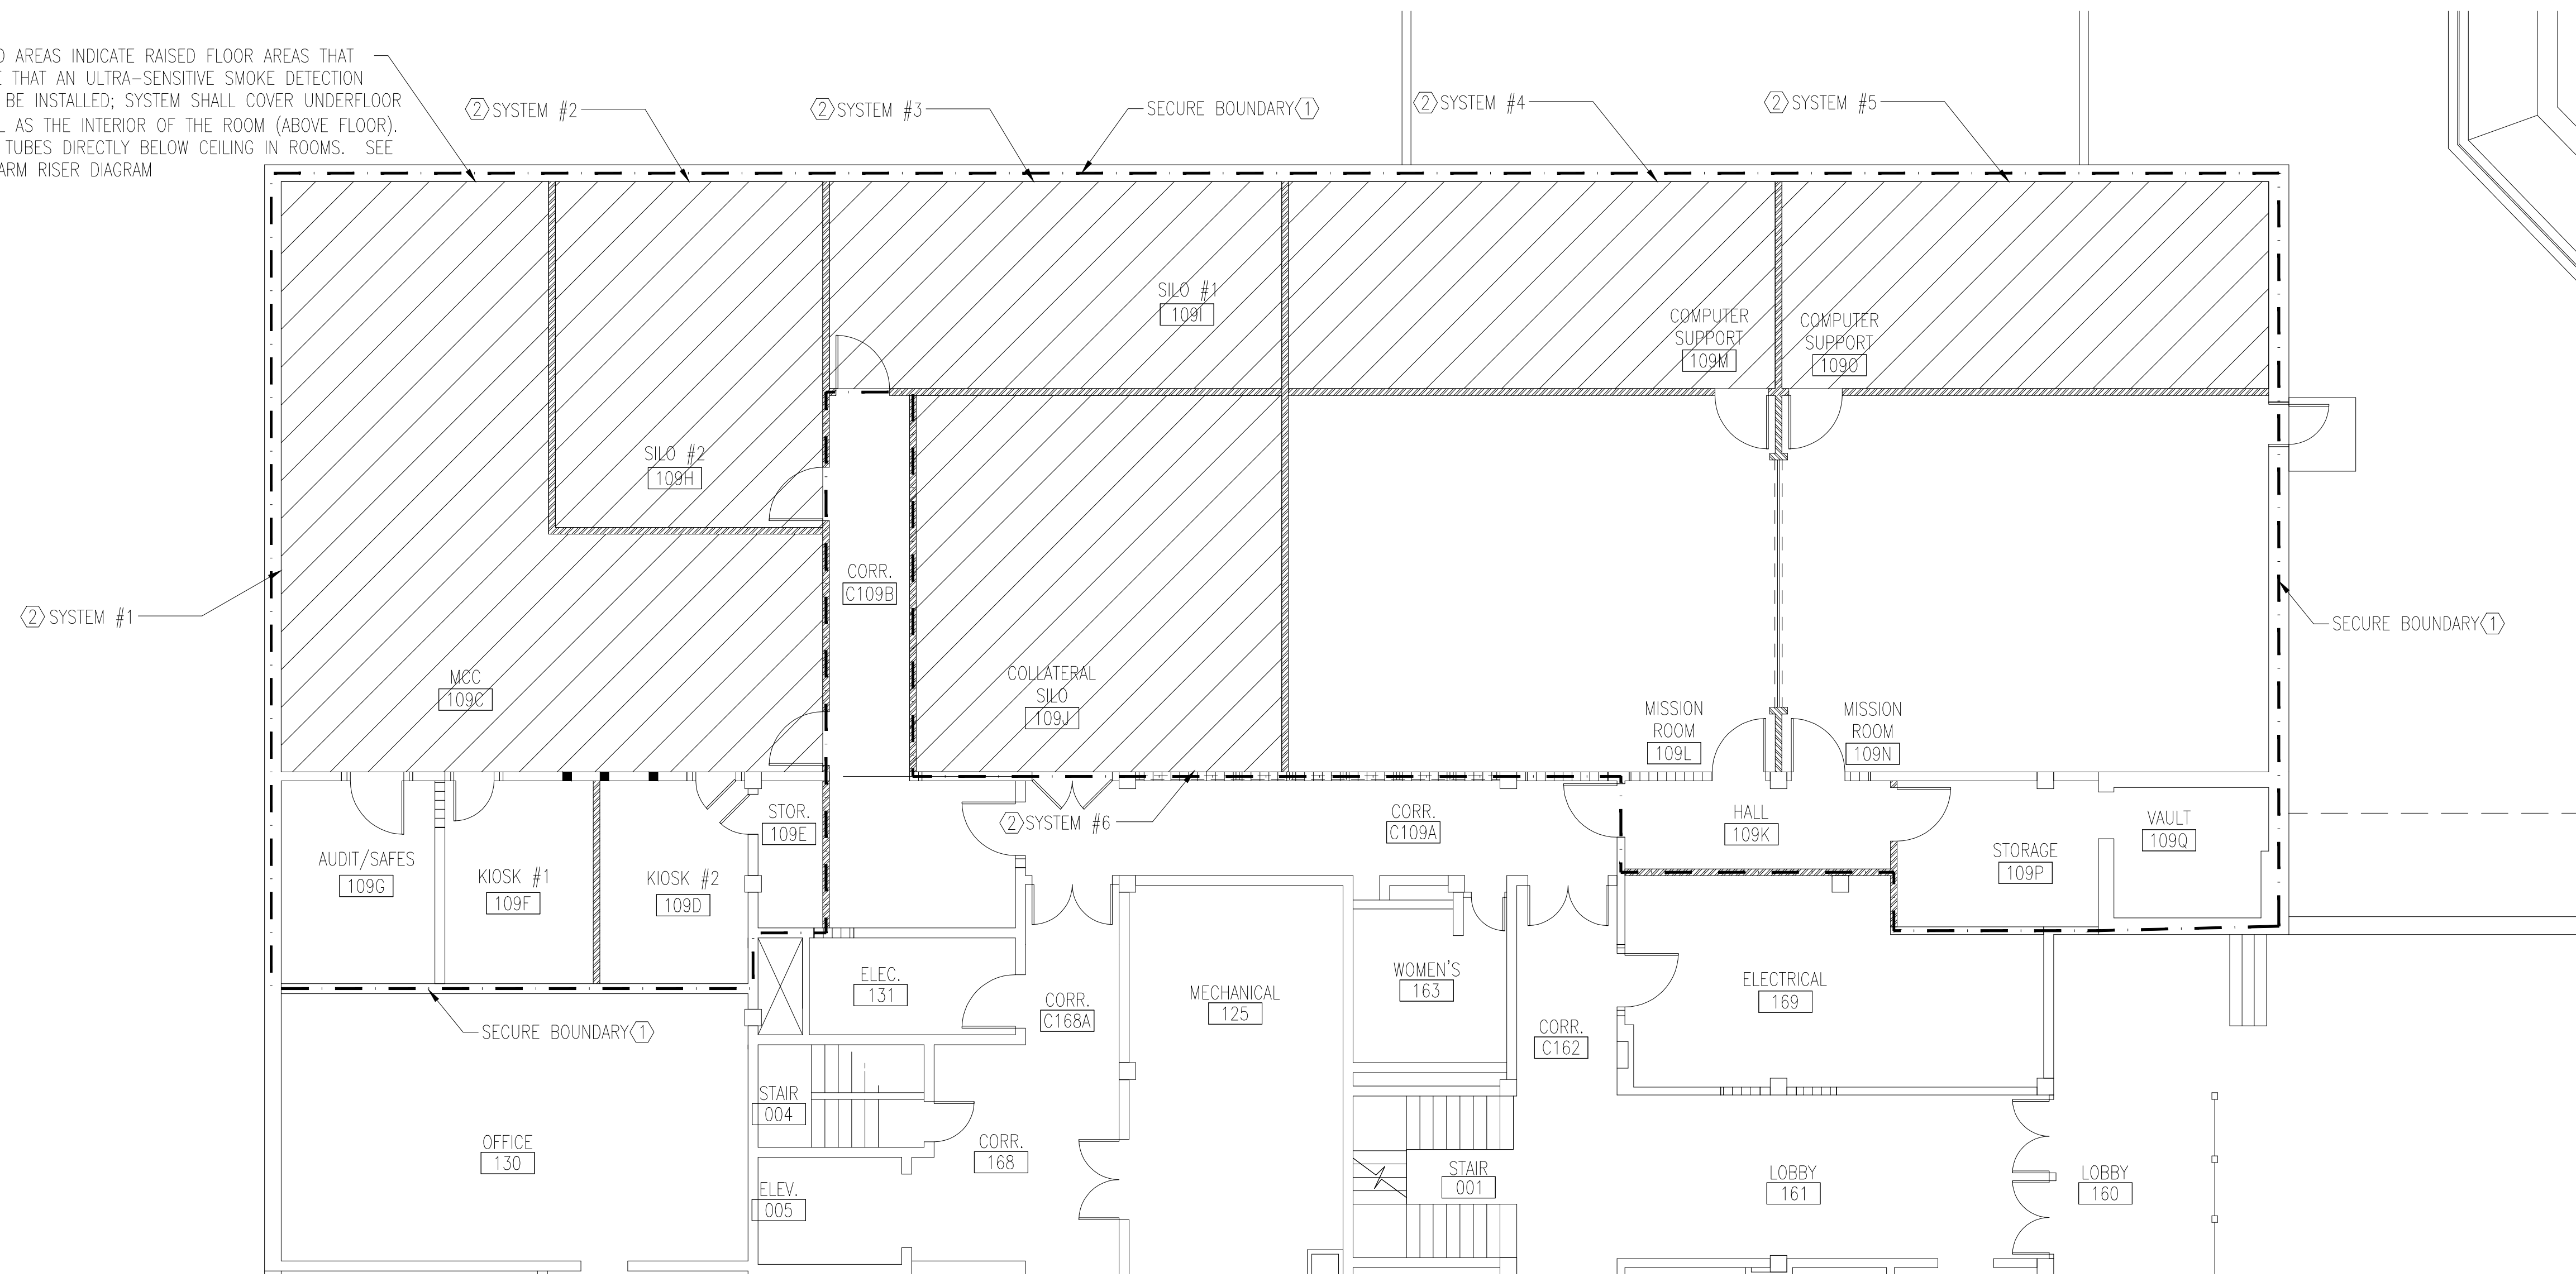 AREAS INDICATE RAISED FLOOR AREAS THAT
THAT AN ULTRA-SENSITIVE SMOKE DETECTION
BE INSTALLED; SYSTEM SHALL COVER UNDERFLOOR
AS THE INTERIOR OF THE ROOM (ABOVE FLOOR).
TUBES DIRECTLY BELOW CEILING IN ROOMS. SEE
ARM RISER DIAGRAM
2 SYSTEM #2
2 SYSTEM #3
SECURE BOUNDARY 1
2 SYSTEM #4
2 SYSTEM #5
SILO #1
109I
COMPUTER
SUPPORT
109M
COMPUTER
SUPPORT
109O
SILO #2
109H
CORR.
C109B
2 SYSTEM #1
SECURE BOUNDARY 1
MCC
109C
COLLATERAL
SILO
109J
MISSION
ROOM
109L
MISSION
ROOM
109N
STOR.
109E
2 SYSTEM #6
CORR.
C109A
HALL
109K
VAULT
109Q
STORAGE
109P
AUDIT/SAFES
109G
KIOSK #1
109F
KIOSK #2
109D
ELEC.
131
CORR.
C168A
MECHANICAL
125
WOMEN'S
163
CORR.
C162
ELECTRICAL
169
SECURE BOUNDARY 1
STAIR
004
OFFICE
130
CORR.
168
ELEV.
005
STAIR
001
LOBBY
161
LOBBY
160